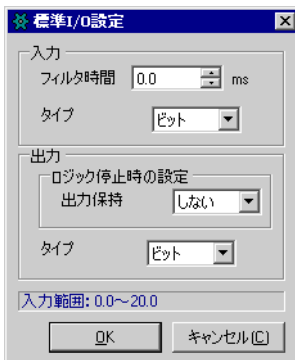 標準I/O設定
入力
フィルタ時間 0.0 ms
タイプ ビット
出力
ロジック停止時の設定
出力保持 しない
タイプ ビット
入力範囲: 0.0～20.0
OK キャンセル(C)